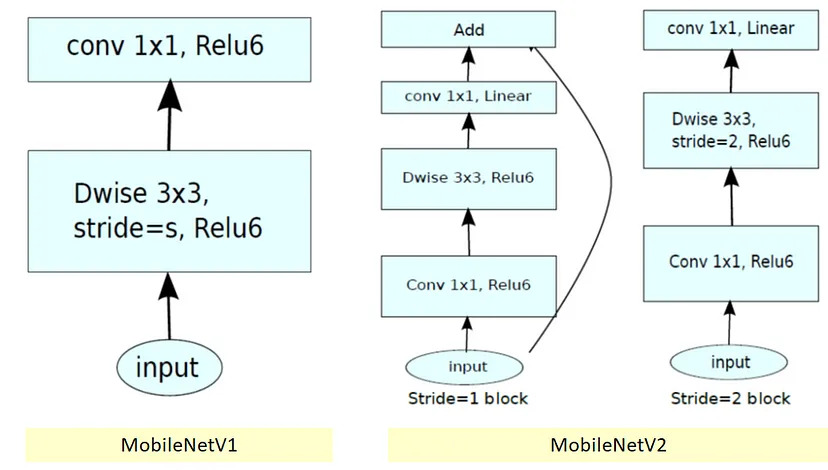 conv 1x1, Relu6
Dwise 3x3,
stride=s, Relu6
input
MobileNetV1
Add
conv 1x1, Linear
Dwise 3x3, Relu6
Conv 1x1, Relu6
input
Stride=1 block
conv 1x1, Linear
Dwise 3x3,
stride=2, Relu6
Conv 1x1, Relu6
input
Stride=2 block
MobileNetV2